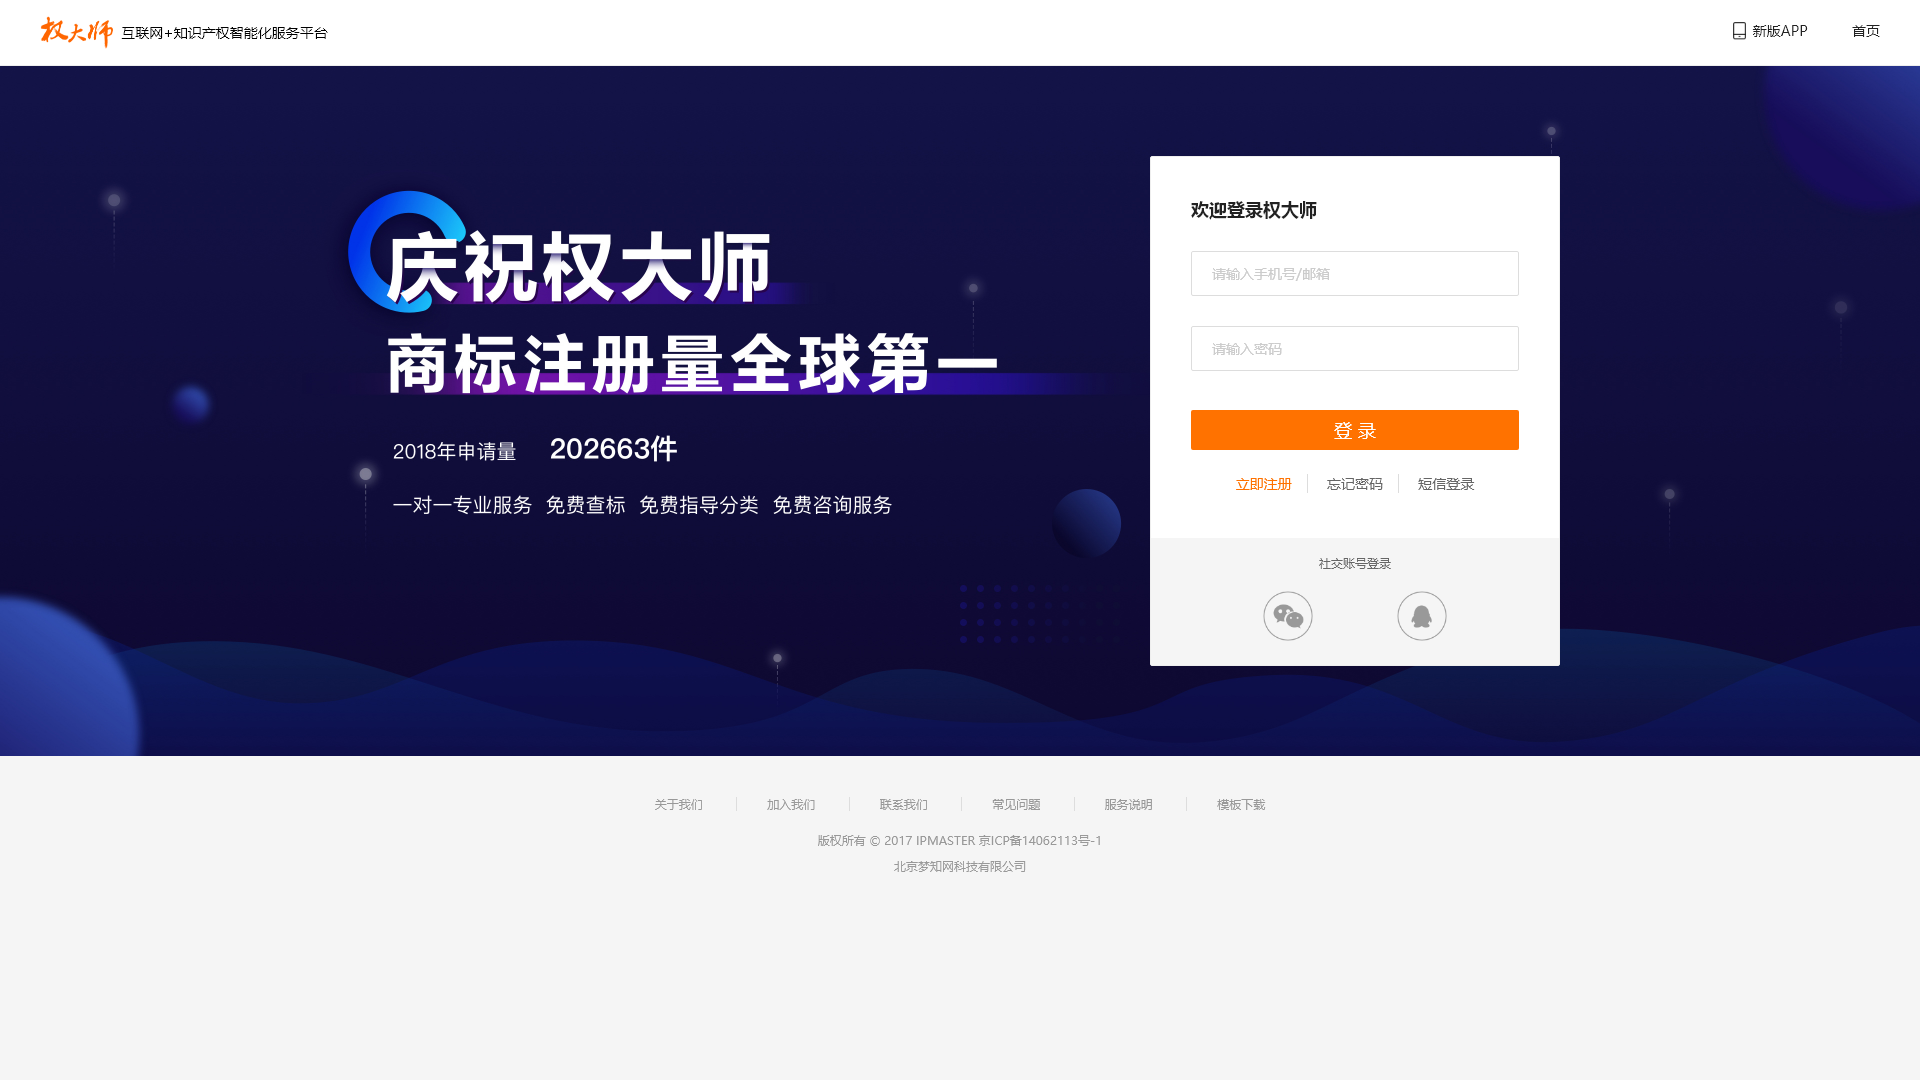 权大师 互联网+知识产权智能化服务平台
新版APP 首页
庆祝权大师
商标注册量全球第一
2018年申请量 202663件
一对一专业服务 免费查标 免费指导分类 免费咨询服务
欢迎登录权大师
请输入手机号/邮箱
请输入密码
登 录
立即注册 忘记密码 短信登录
社交账号登录
关于我们 加入我们 联系我们 常见问题 服务说明 模板下载
版权所有 © 2017 IPMASTER 京ICP备14062113号-1
北京梦知网科技有限公司